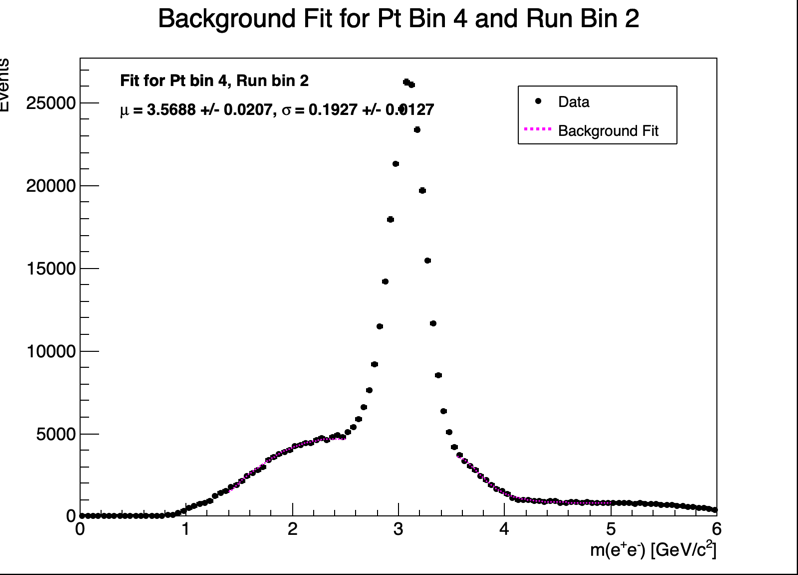 Background Fit for Pt Bin 4 and Run Bin 2
Events
Fit for Pt bin 4, Run bin 2
μ = 3.5688 +/- 0.0207, σ = 0.1927 +/- 0.0127
Data
Background Fit
25000
20000
15000
10000
5000
0
0 1 2 3 4 5 6
m(e⁺e⁻) [GeV/c²]